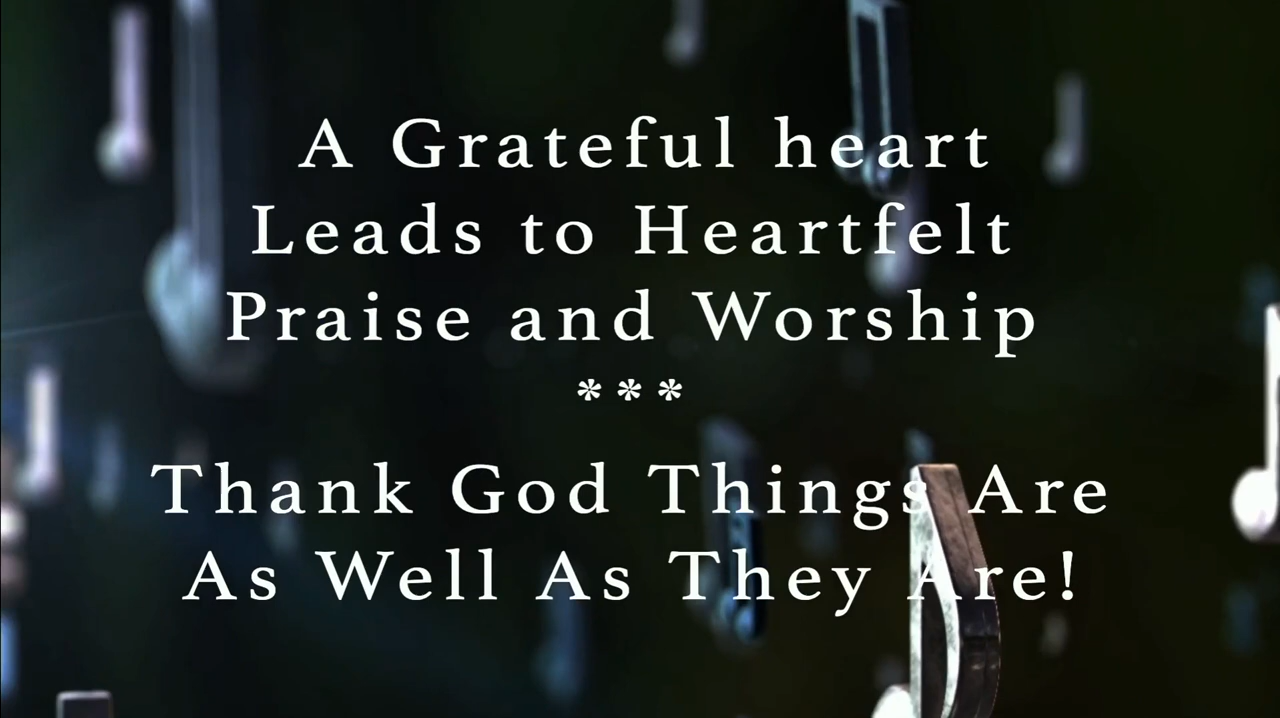 A Grateful heart
Leads to Heartfelt
Praise and Worship
***
Thank God Things Are
As Well As They Are!